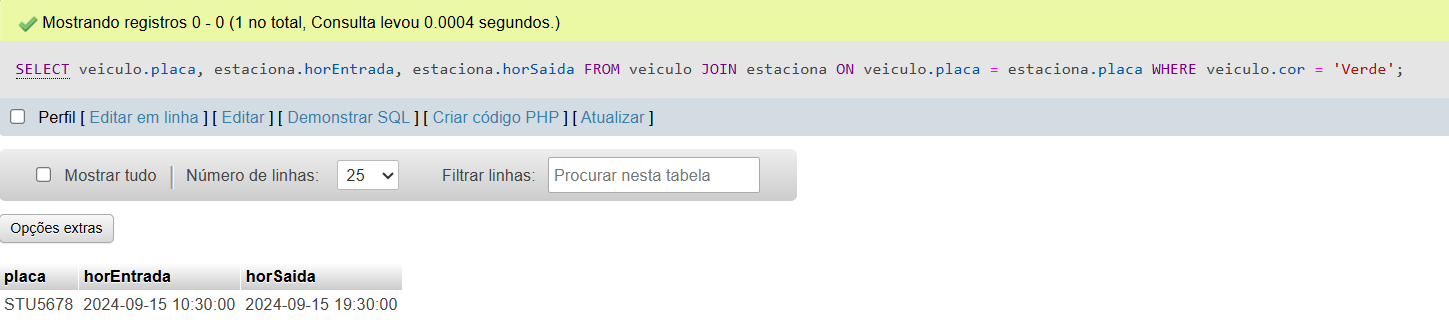 Mostrando registros 0 - 0 (1 no total, Consulta levou 0.0004 segundos.)
SELECT veiculo.placa, estaciona.horEntrada, estaciona.horSaida FROM veiculo JOIN estaciona ON veiculo.placa = estaciona.placa WHERE veiculo.cor = 'Verde';
Perfil [ Editar em linha ] [ Editar ] [ Demonstrar SQL ] [ Criar código PHP ] [ Atualizar ]
Mostrar tudo Número de linhas: 25 Filtrar linhas: Procurar nesta tabela
Opções extras
placa horEntrada horSaida
STU5678 2024-09-15 10:30:00 2024-09-15 19:30:00